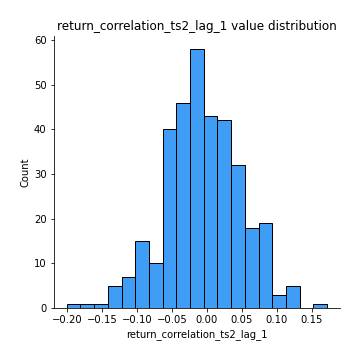 return_correlation_ts2_lag_1 value distribution
60
50
40
30
20
10
0
Count
−0.20 −0.15 −0.10 −0.05 0.00 0.05 0.10 0.15
return_correlation_ts2_lag_1